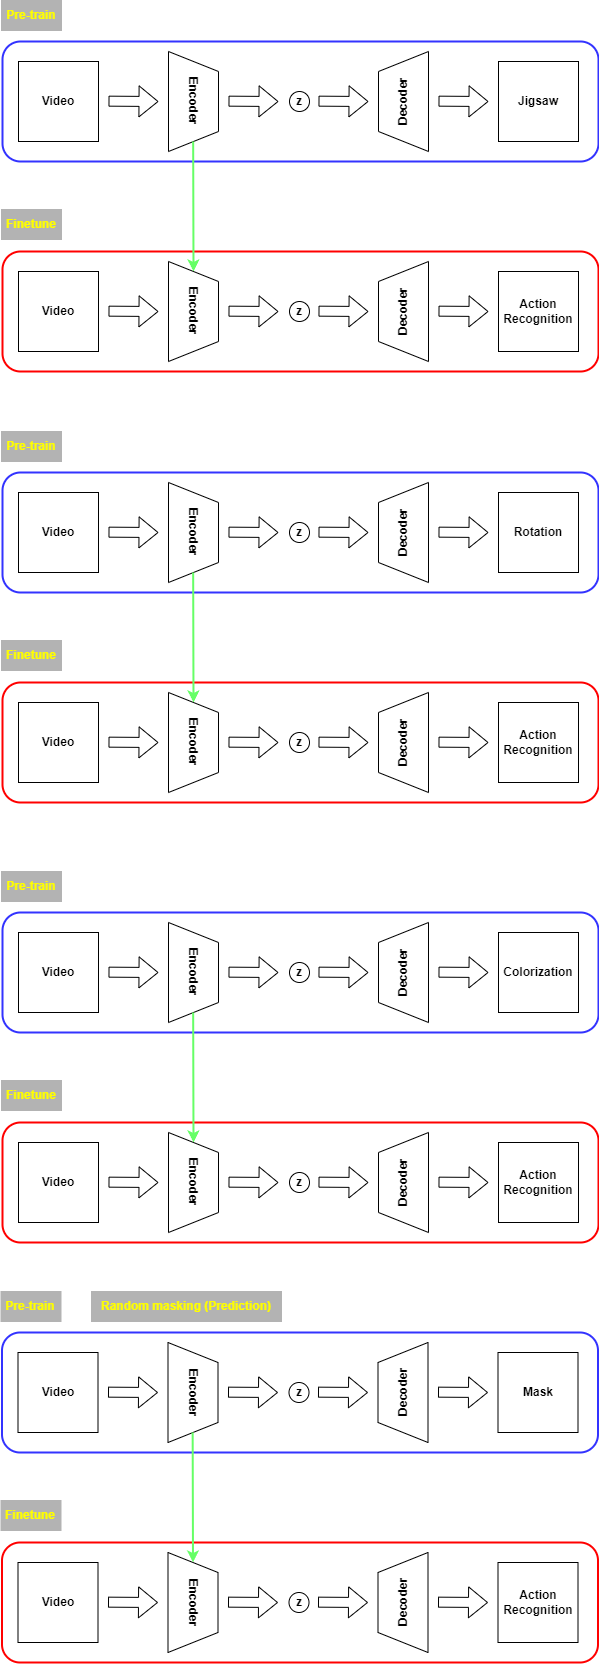 Pre-train
Video
Encoder
z
Decoder
Jigsaw
Finetune
Video
Encoder
z
Decoder
Action
Recognition
Pre-train
Video
Encoder
z
Decoder
Rotation
Finetune
Video
Encoder
z
Decoder
Action
Recognition
Pre-train
Video
Encoder
z
Decoder
Colorization
Finetune
Video
Encoder
z
Decoder
Action
Recognition
Pre-train
Random masking (Prediction)
Video
Encoder
z
Decoder
Mask
Finetune
Video
Encoder
z
Decoder
Action
Recognition